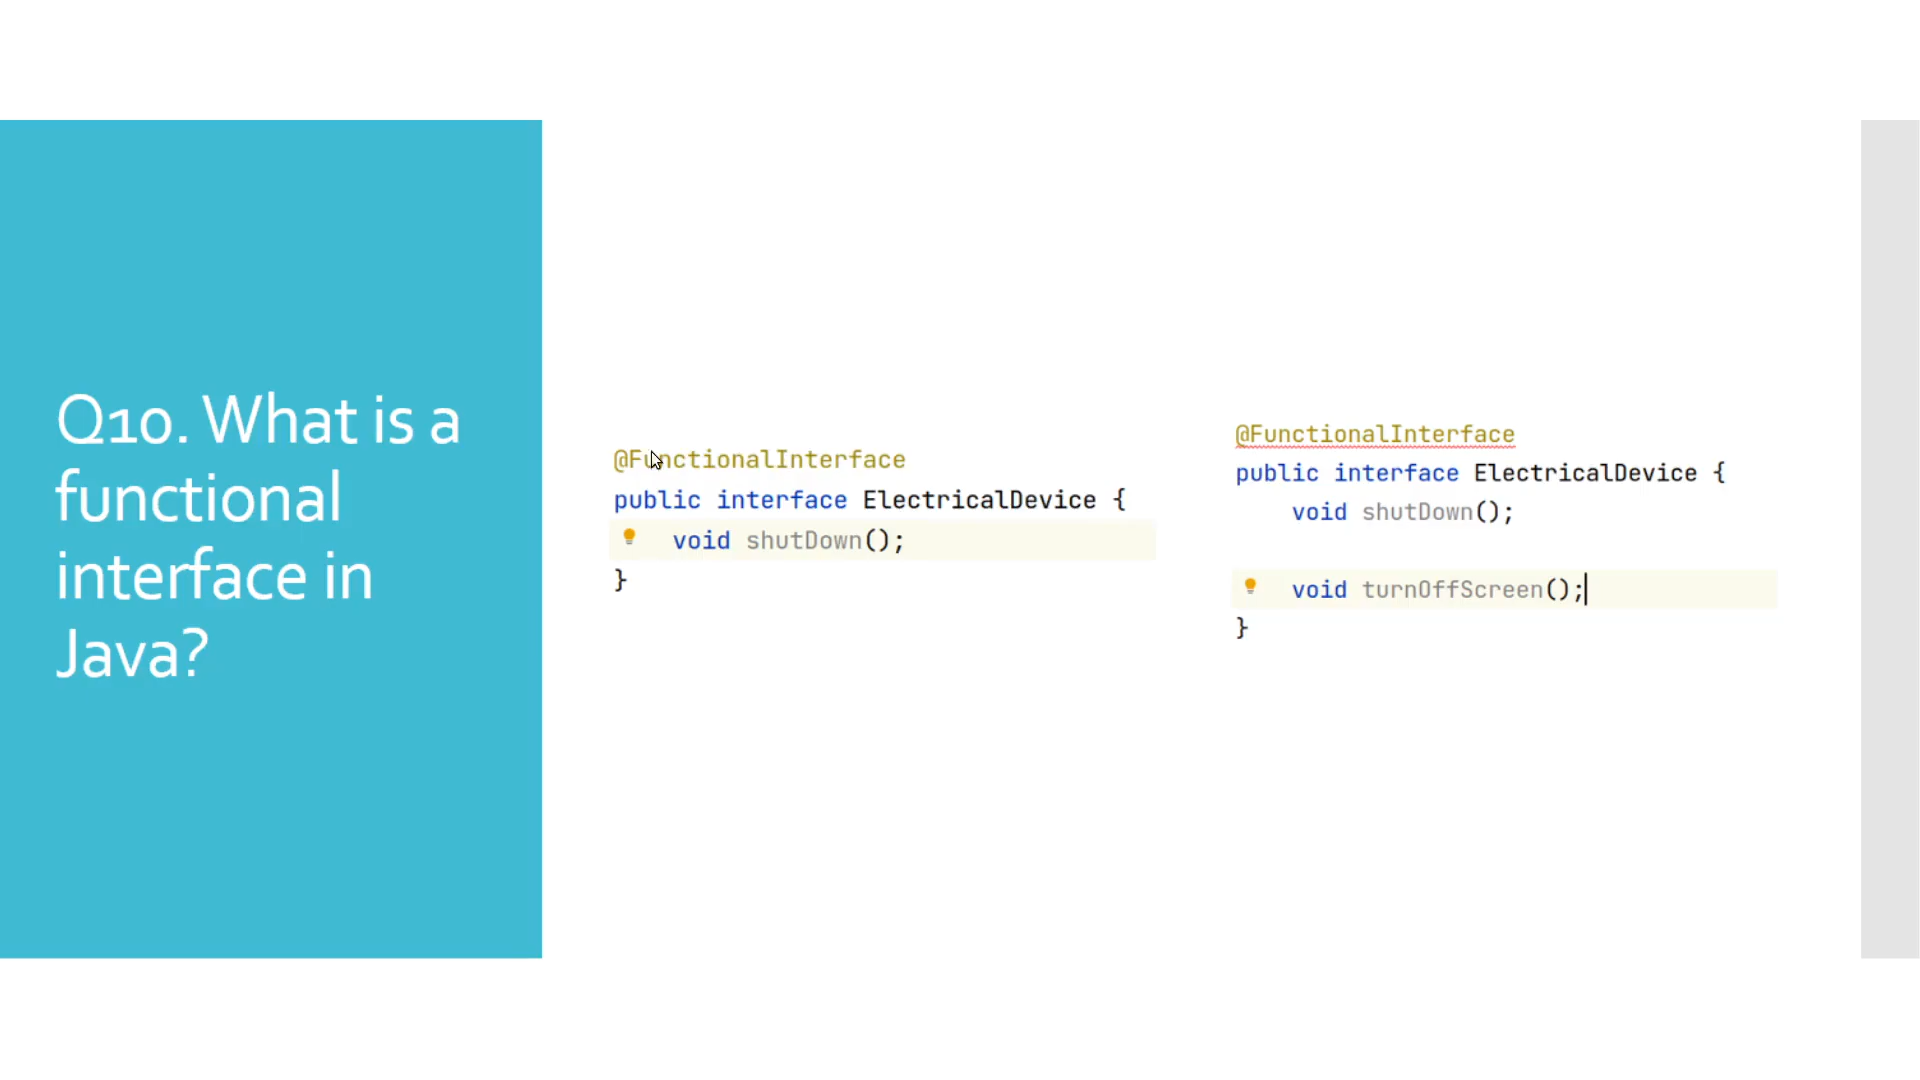 Q10. What is a
functional
interface in
Java?
@FunctionalInterface
public interface ElectricalDevice {
void shutDown();
}
@FunctionalInterface
public interface ElectricalDevice {
void shutDown();
void turnOffScreen();
}